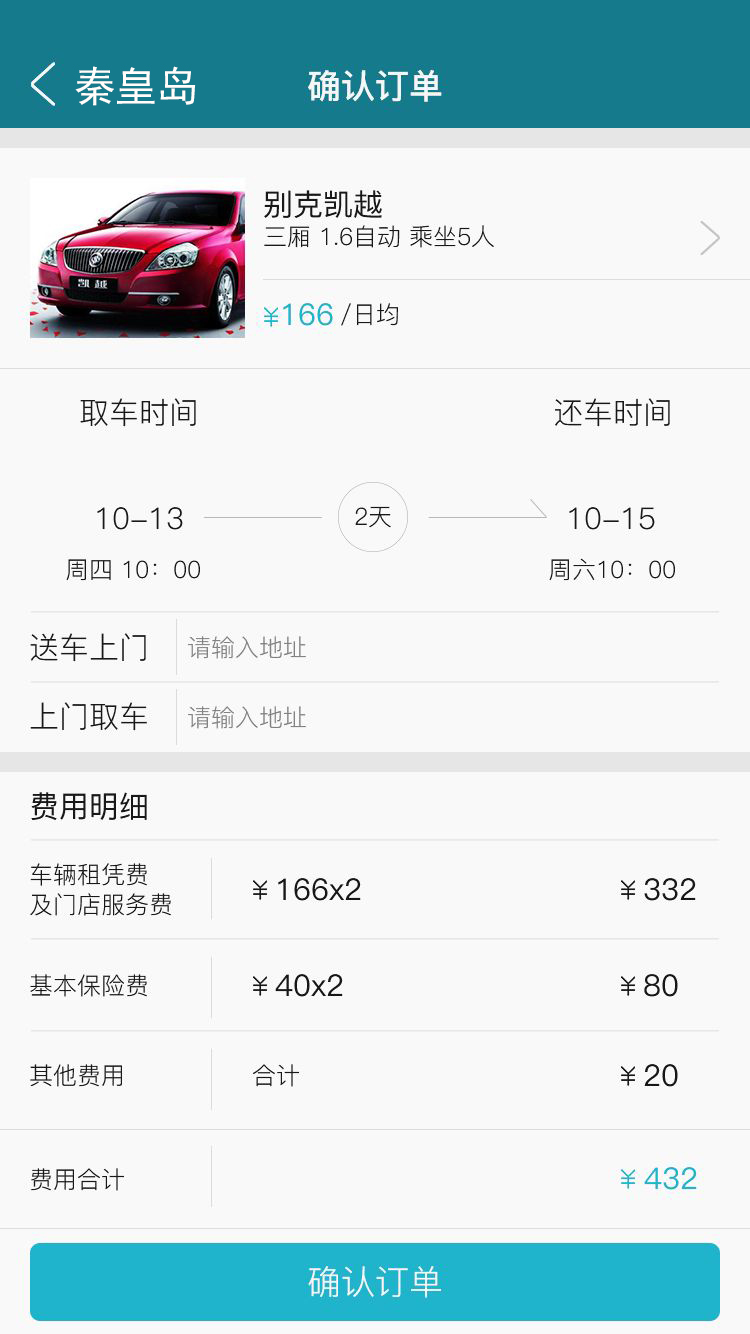 秦皇岛
确认订单
别克凯越
三厢 1.6自动 乘坐5人
凯越
¥166 /日均
取车时间
还车时间
10-13
2天
10-15
周四 10：00
周六10：00
送车上门
请输入地址
上门取车
请输入地址
费用明细
车辆租凭费
及门店服务费
¥166x2
¥332
基本保险费
¥40x2
¥80
其他费用
合计
¥20
费用合计
¥432
确认订单